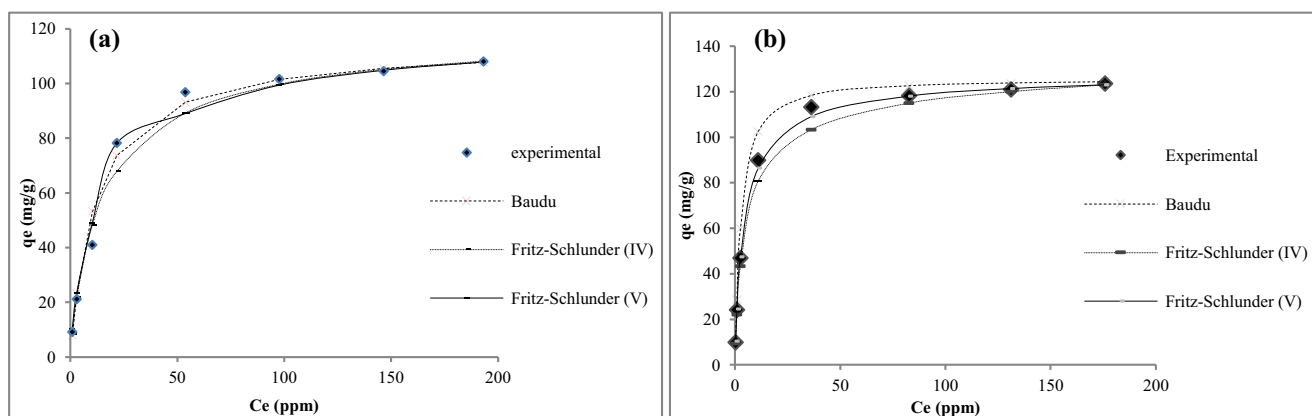 (a)
120
100
80
60
40
20
0
qe (mg/g)
0 50 100 150 200
Ce (ppm)
experimental
Baudu
Fritz-Schlunder (IV)
Fritz-Schlunder (V)
(b)
140
120
100
80
60
40
20
0
qe (mg/g)
0 50 100 150 200
Ce (ppm)
Experimental
Baudu
Fritz-Schlunder (IV)
Fritz-Schlunder (V)